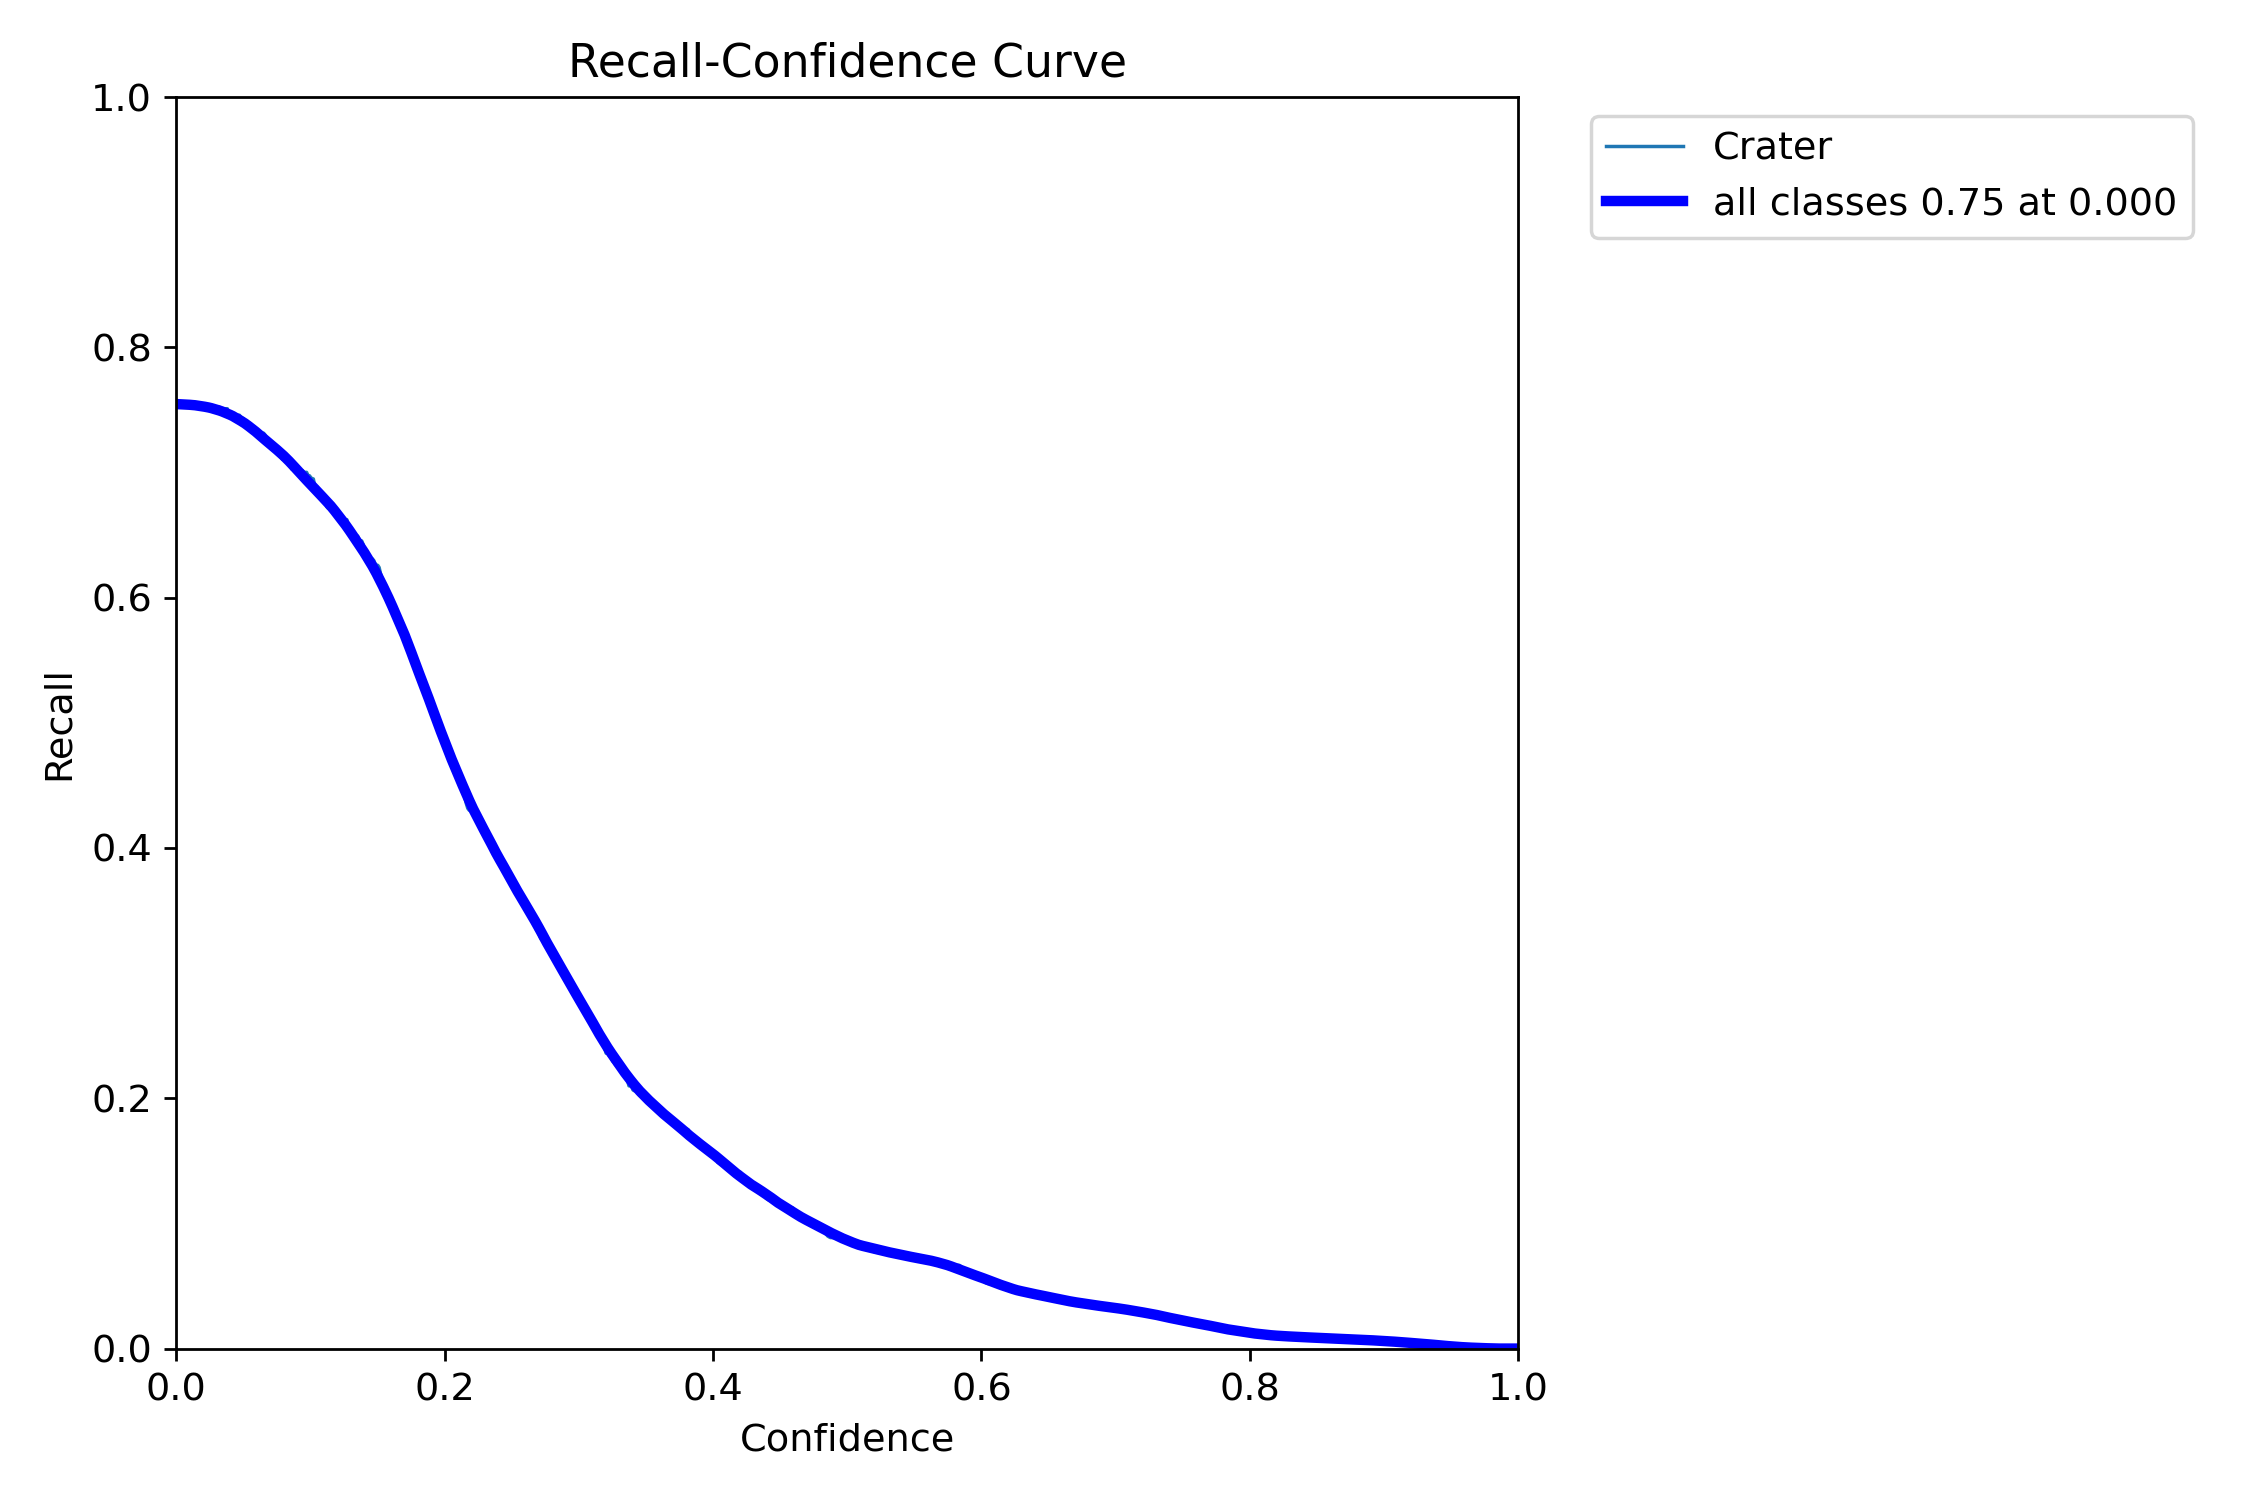 Recall-Confidence Curve
1.0
0.8
0.6
0.4
0.2
0.0
Recall
0.0 0.2 0.4 0.6 0.8 1.0
Confidence
Crater
all classes 0.75 at 0.000